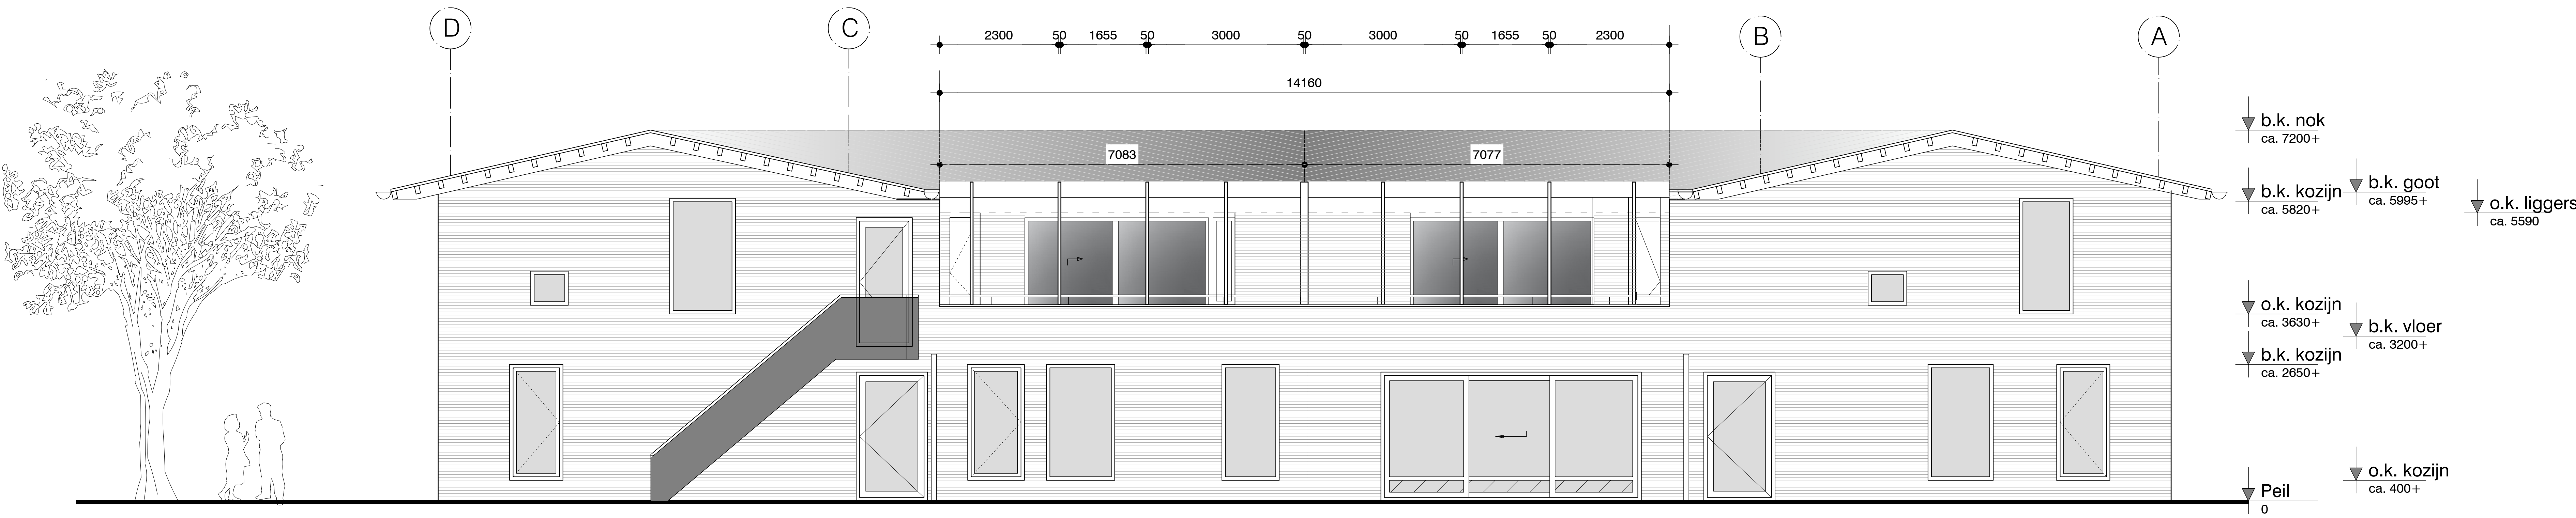 D
C
B
A
2300 50 1655 50 3000 50 3000 50 1655 50 2300
14160
7083
7077
b.k. nok
ca. 7200+
b.k. kozijn
ca. 5820+
b.k. goot
ca. 5995+
o.k. liggers
ca. 5590
o.k. kozijn
ca. 3630+
b.k. vloer
ca. 3200+
b.k. kozijn
ca. 2650+
o.k. kozijn
ca. 400+
Peil
0